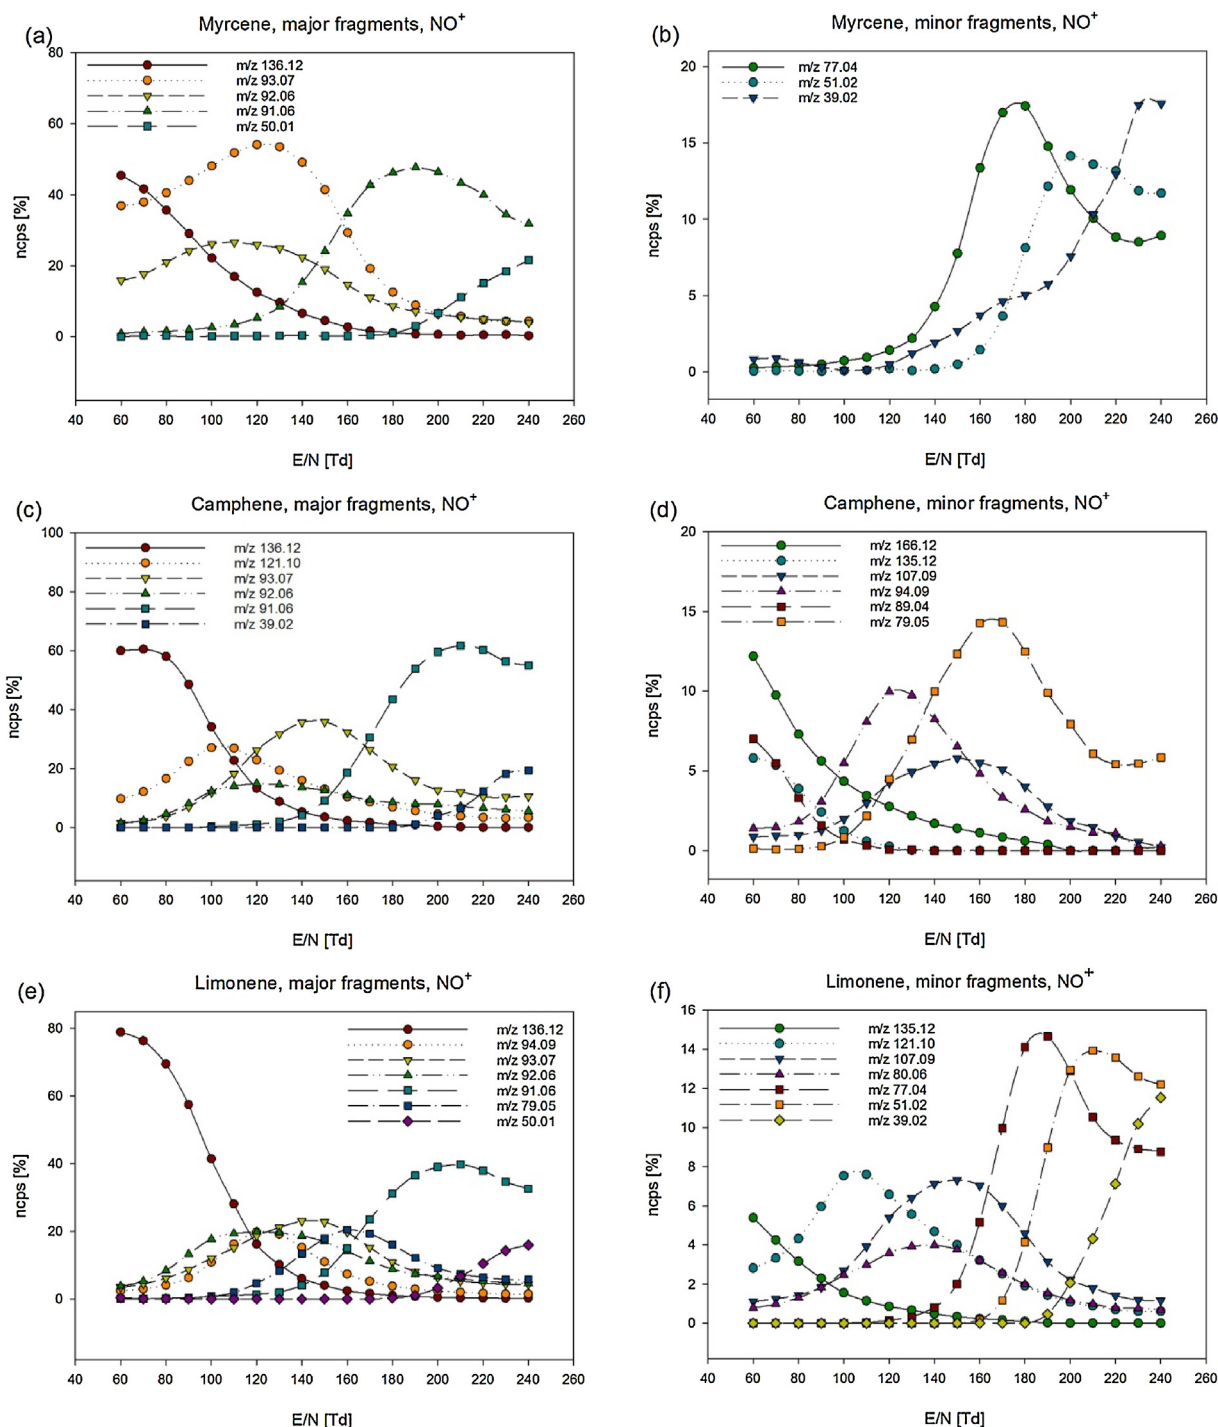 (a)
Myrcene, major fragments, NO+
80
60
40
20
0
ncps [%]
m/z 136.12
m/z 93.07
m/z 92.06
m/z 91.06
m/z 50.01
40 60 80 100 120 140 160 180 200 220 240 260
E/N [Td]
(b)
Myrcene, minor fragments, NO+
20
15
10
5
0
ncps [%]
m/z 77.04
m/z 51.02
m/z 39.02
40 60 80 100 120 140 160 180 200 220 240 260
E/N [Td]
(c)
Camphene, major fragments, NO+
100
80
60
40
20
0
ncps [%]
m/z 136.12
m/z 121.10
m/z 93.07
m/z 92.06
m/z 91.06
m/z 39.02
40 60 80 100 120 140 160 180 200 220 240 260
E/N [Td]
(d)
Camphene, minor fragments, NO+
20
15
10
5
0
ncps [%]
m/z 166.12
m/z 135.12
m/z 107.09
m/z 94.09
m/z 89.04
m/z 79.05
40 60 80 100 120 140 160 180 200 220 240 260
E/N [Td]
(e)
Limonene, major fragments, NO+
80
60
40
20
0
ncps [%]
m/z 136.12
m/z 94.09
m/z 93.07
m/z 92.06
m/z 91.06
m/z 79.05
m/z 50.01
40 60 80 100 120 140 160 180 200 220 240 260
E/N [Td]
(f)
Limonene, minor fragments, NO+
16
14
12
10
8
6
4
2
0
ncps [%]
m/z 135.12
m/z 121.10
m/z 107.09
m/z 80.06
m/z 77.04
m/z 51.02
m/z 39.02
40 60 80 100 120 140 160 180 200 220 240 260
E/N [Td]